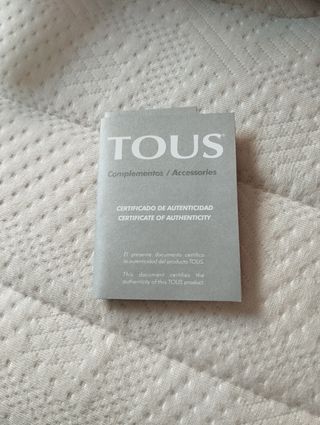 TOUS
Complementos / Accessories
CERTIFICADO DE AUTENTICIDAD
CERTIFICATE OF AUTHENTICITY
El presente documento certifica
la autenticidad del producto TOUS.
This document certifies the
authenticity of this TOUS product.